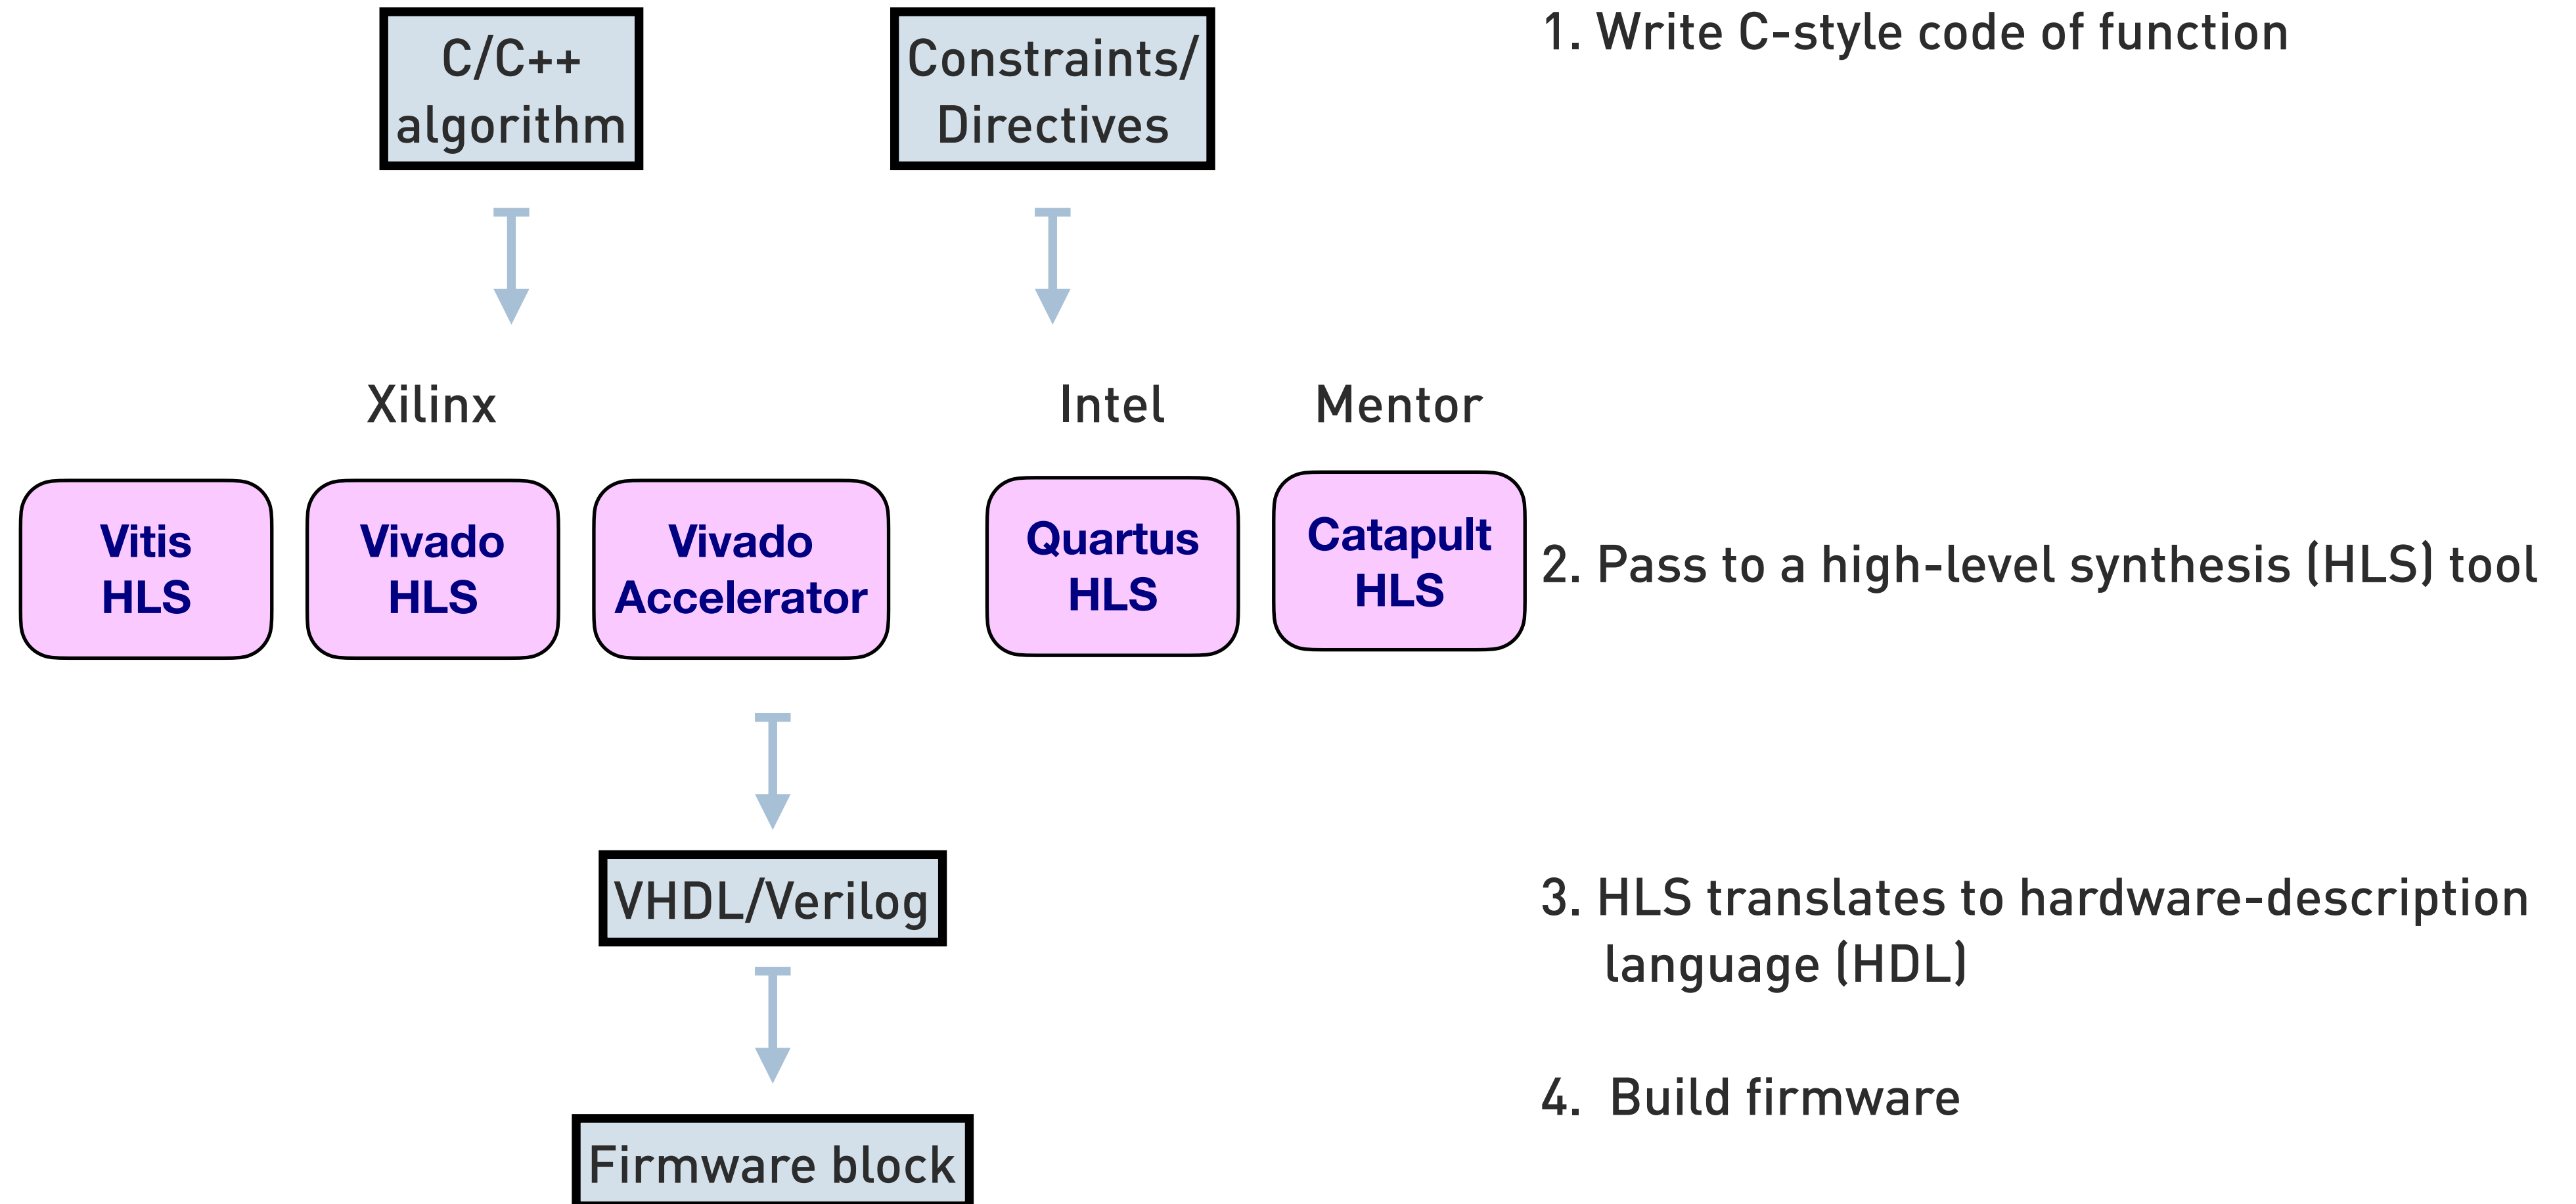 C/C++
algorithm
Constraints/
Directives
1. Write C-style code of function
Xilinx
Intel
Mentor
Vitis
HLS
Vivado
HLS
Vivado
Accelerator
Quartus
HLS
Catapult
HLS
2. Pass to a high-level synthesis (HLS) tool
VHDL/Verilog
3. HLS translates to hardware-description
language (HDL)
4. Build firmware
Firmware block